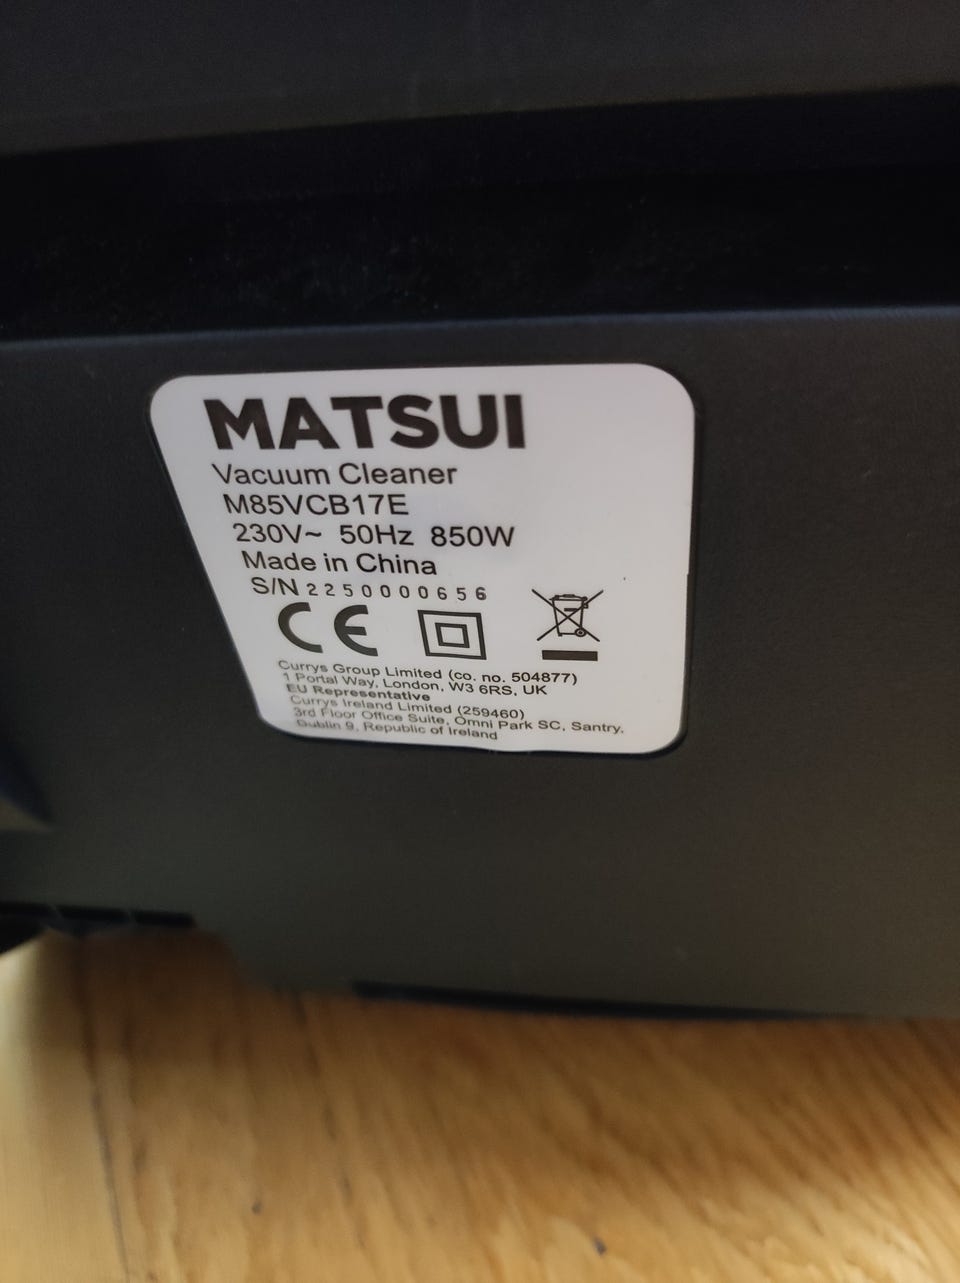 MATSUI
Vacuum Cleaner
M85VCB17E
230V~ 50Hz 850W
Made in China
S/N 2250000656
CE
Currys Group Limited (co. no. 504877)
1 Portal Way, London, W3 6RS, UK
EU Representative
Currys Ireland Limited (259460)
3rd Floor Office Suite, Omni Park SC, Santry,
Dublin 9, Republic of Ireland